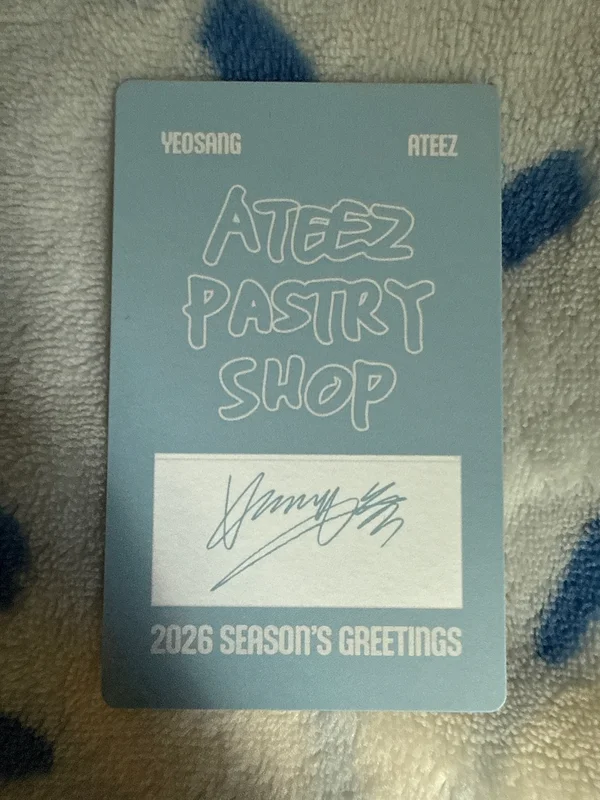 YEOSANG ATEEZ
ATEEZ
PASTRY
SHOP
2026 SEASON'S GREETINGS